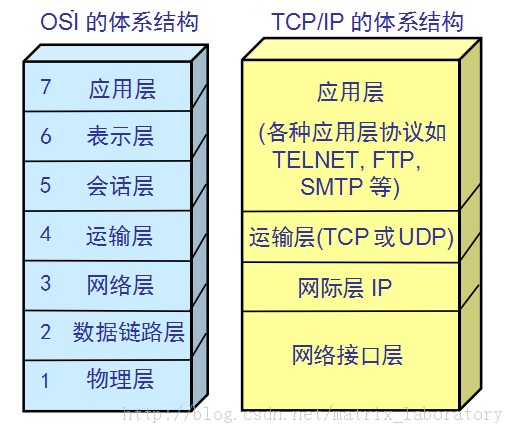 OSI 的体系结构
7 应用层
6 表示层
5 会话层
4 运输层
3 网络层
2 数据链路层
1 物理层
TCP/IP 的体系结构
应用层
(各种应用层协议如
TELNET, FTP,
SMTP 等)
运输层(TCP 或 UDP)
网际层 IP
网络接口层
http://blog.csdn.net/matrix_laboratory